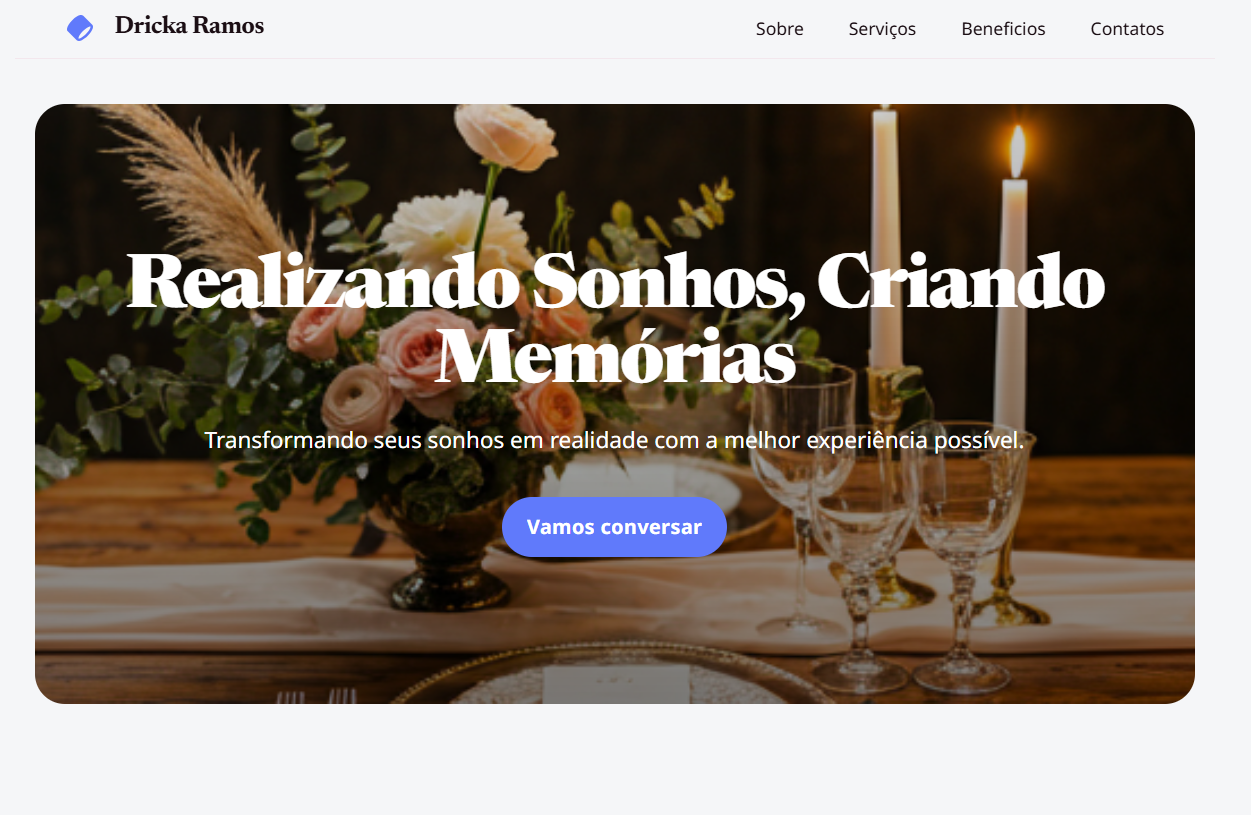 Dricka Ramos
Sobre Serviços Beneficios Contatos
Realizando Sonhos, Criando
Memórias
Transformando seus sonhos em realidade com a melhor experiência possível.
Vamos conversar